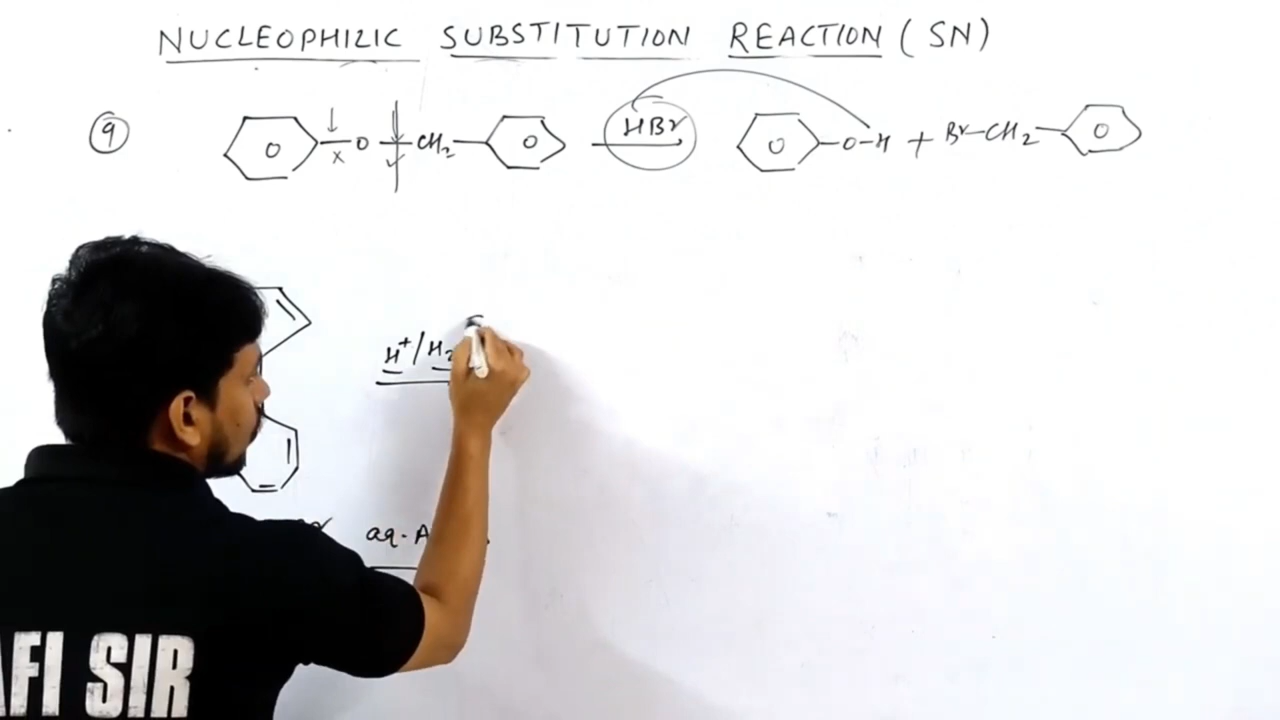 NUCLEOPHILIC SUBSTITUTION REACTION (SN)
9 O x O CH₂ O HBr O O-H + Br-CH₂ O
H⁺/H₂
aq. A
AFI SIR